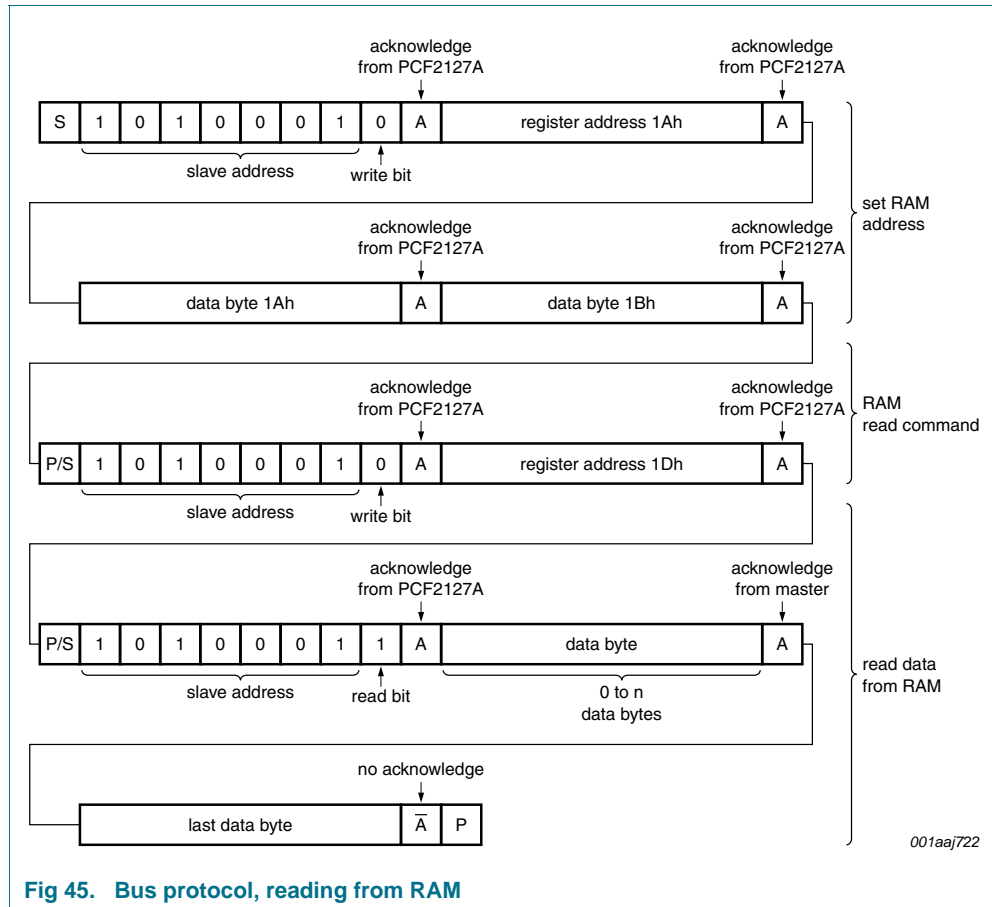 acknowledge
from PCF2127A
acknowledge
from PCF2127A
S 1 0 1 0 0 0 1 0 A register address 1Ah A
slave address
write bit
set RAM
address
acknowledge
from PCF2127A
acknowledge
from PCF2127A
data byte 1Ah A data byte 1Bh A
acknowledge
from PCF2127A
acknowledge
from PCF2127A
RAM
read command
P/S 1 0 1 0 0 0 1 0 A register address 1Dh A
slave address
write bit
acknowledge
from PCF2127A
acknowledge
from master
P/S 1 0 1 0 0 0 1 1 A data byte A
slave address
read bit
0 to n
data bytes
read data
from RAM
no acknowledge
last data byte A̅ P
001aaj722
Fig 45. Bus protocol, reading from RAM